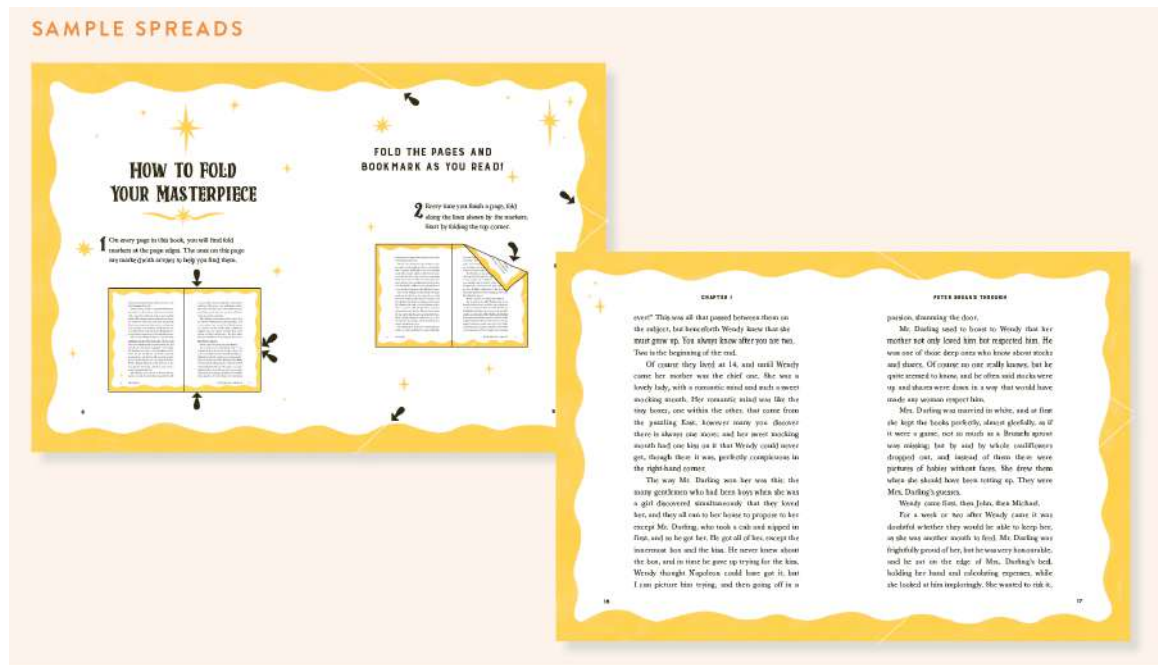 SAMPLE SPREADS
HOW TO FOLD
YOUR MASTERPIECE
1 On every page in this book, you will find fold
markers at the page edges. The ones on this page
are marked with arrows to help you find them.
FOLD THE PAGES AND
BOOKMARK AS YOU READ!
2 Every time you finish a page, fold
along the lines shown by the markers.
Start by folding the top corner.
CHAPTER 1
ever!” This was all that passed between them on
the subject, but henceforth Wendy knew that she
must grow up. You always know after you are two.
Two is the beginning of the end.
Of course they lived at 14, and until Wendy
came her mother was the chief one. She was a
lovely lady, with a romantic mind and such a sweet
mocking mouth. Her romantic mind was like the
tiny boxes, one within the other, that come from
the puzzling East, however many you discover
there is always one more; and her sweet mocking
mouth had one kiss on it that Wendy could never
get, though there it was, perfectly conspicuous in
the right-hand corner.
The way Mr. Darling won her was this: the
many gentlemen who had been boys when she was
a girl discovered simultaneously that they loved
her, and they all ran to her house to propose to her
except Mr. Darling, who took a cab and nipped in
first, and so he got her. He got all of her, except the
innermost box and the kiss. He never knew about
the box, and in time he gave up trying for the kiss.
Wendy thought Napoleon could have got it, but
I can picture him trying, and then going off in a
16
PETER BREAKS THROUGH
passion, slamming the door.
Mr. Darling used to boast to Wendy that her
mother not only loved him but respected him. He
was one of those deep ones who know about stocks
and shares. Of course no one really knows, but he
quite seemed to know, and he often said stocks were
up and shares were down in a way that would have
made any woman respect him.
Mrs. Darling was married in white, and at first
she kept the books perfectly, almost gleefully, as if
it were a game, not so much as a Brussels sprout
was missing; but by and by whole cauliflowers
dropped out, and instead of them there were
pictures of babies without faces. She drew them
when she should have been totting up. They were
Mrs. Darling’s guesses.
Wendy came first, then John, then Michael.
For a week or two after Wendy came it was
doubtful whether they would be able to keep her,
as she was another mouth to feed. Mr. Darling was
frightfully proud of her, but he was very honourable,
and he sat on the edge of Mrs. Darling’s bed,
holding her hand and calculating expenses, while
she looked at him imploringly. She wanted to risk it,
17